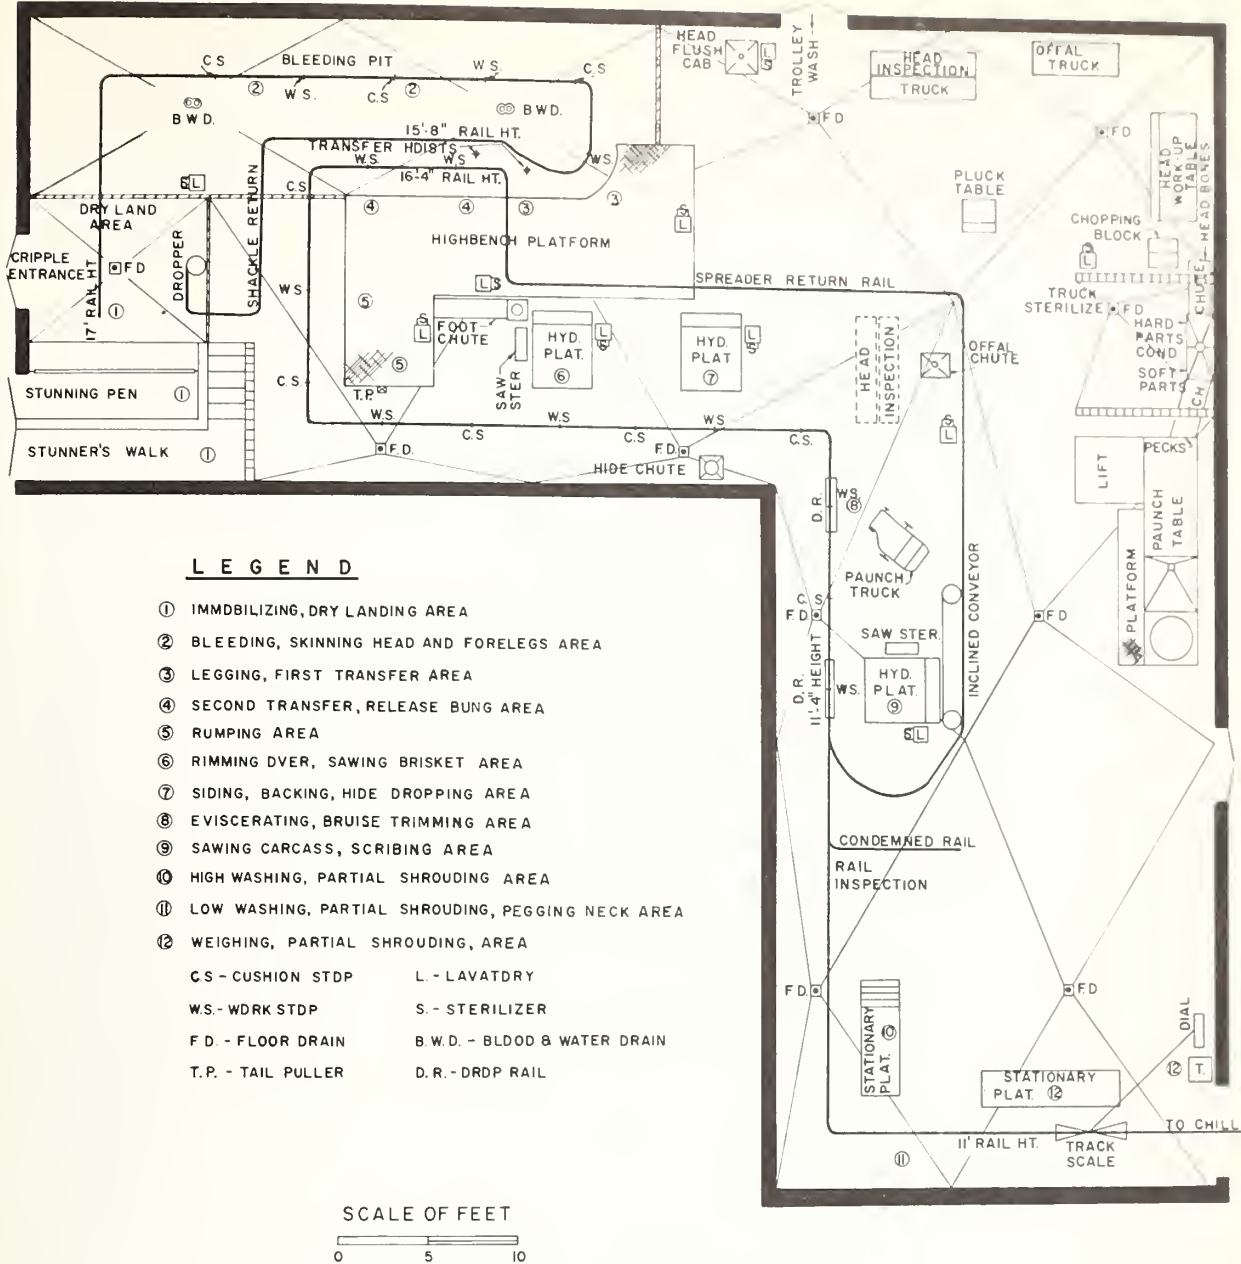 HEAD
FLUSH
CAB
L
S
TROLLEY
WASH
HEAD
INSPECTION
TRUCK
OFFAL
TRUCK
C S
BLEEDING PIT
W S.
C S
②
W S.
C.S
②
B W D.
B W D.
F D
F D
15'-8" RAIL HT.
TRANSFER HDISTS
W.S.
W.S
W.S.
16'-4" RAIL HT.
HEAD
WORK-UP
TABLE
CHUTE
HEAD BONES
PLUCK
TABLE
S L
C S
DRY LAND
AREA
④
④
③
③
SHACKLE RETURN
HIGHBENCH PLATFORM
S
L
CHOPPING
BLOCK
S
L
CRIPPLE
ENTRANCE
F D
DROPPER
17' RAIL HT
①
W S
⑤
L S
SPREADER RETURN RAIL
TRUCK
STERILIZE
F D
HARD
PARTS
COND
SOFT
PARTS
CH
S
L
FOOT
CHUTE
SAW
STER
HYD.
PLAT.
⑥
L
S
HYD.
PLAT
⑦
L
S
HEAD
INSPECTION
OFFAL
CHUTE
STUNNING PEN ①
C.S
⑤
T.P.
W.S.
C.S
W.S.
C.S
W S
C.S.
S
L
STUNNER'S WALK ①
F.D.
F.D.
HIDE CHUTE
LIFT
PECKS
PAUNCH
TABLE
PLATFORM
D.R.
W.S.
⑧
PAUNCH
TRUCK
INCLINED CONVEYOR
C S
F D.
F D
SAW STER.
11'-4" HEIGHT
D.R.
W.S.
HYD.
PLAT.
⑨
S L
CONDEMNED RAIL
RAIL
INSPECTION
F D.
F.D
STATIONARY
PLAT.
⑩
DIAL
⑫
T.
STATIONARY
PLAT. ⑫
TO CHILL
11' RAIL HT.
TRACK
SCALE
⑪
LEGEND
① IMMDBILIZING, DRY LANDING AREA
② BLEEDING, SKINNING HEAD AND FORELEGS AREA
③ LEGGING, FIRST TRANSFER AREA
④ SECOND TRANSFER, RELEASE BUNG AREA
⑤ RUMPING AREA
⑥ RIMMING DVER, SAWING BRISKET AREA
⑦ SIDING, BACKING, HIDE DROPPING AREA
⑧ EVISCERATING, BRUISE TRIMMING AREA
⑨ SAWING CARCASS, SCRIBING AREA
⑩ HIGH WASHING, PARTIAL SHROUDING AREA
⑪ LOW WASHING, PARTIAL SHROUDING, PEGGING NECK AREA
⑫ WEIGHING, PARTIAL SHROUDING, AREA
C.S - CUSHION STDP L. - LAVATDRY
W.S. - WDRK STDP S. - STERILIZER
F D. - FLOOR DRAIN B.W.D. - BLDOD & WATER DRAIN
T.P. - TAIL PULLER D.R. - DRDP RAIL
SCALE OF FEET
0 5 10